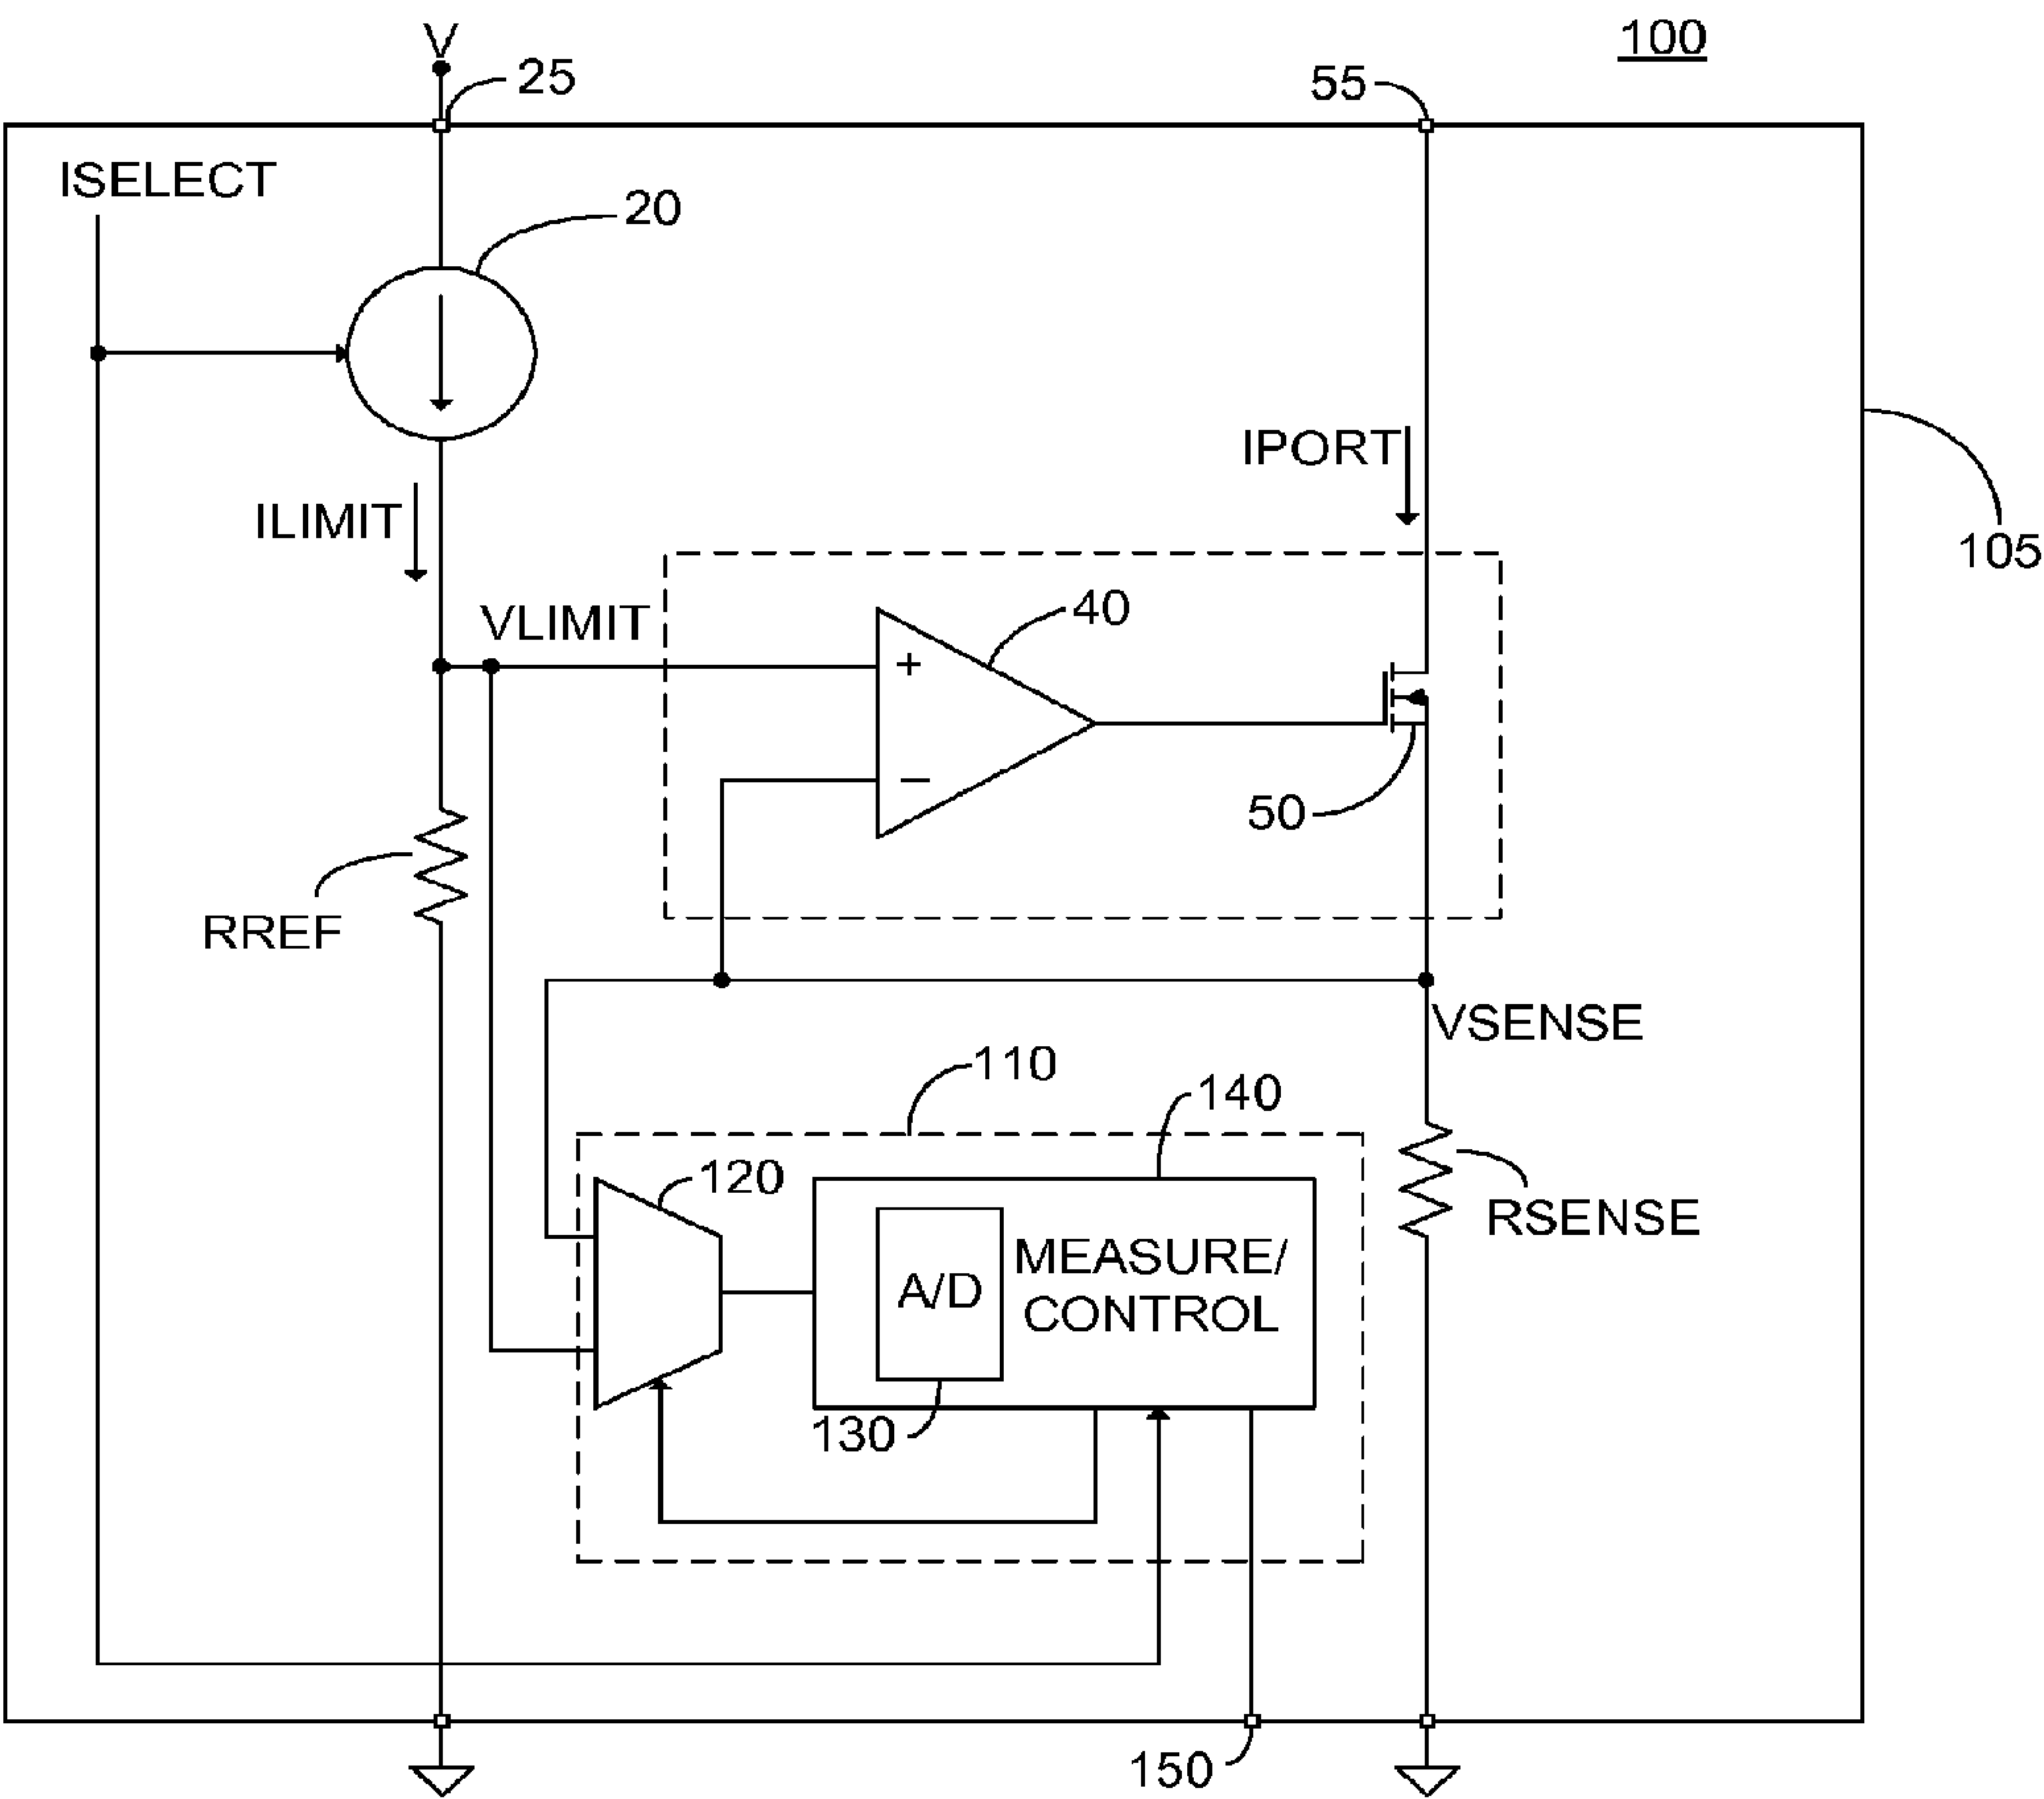 V
25
55
100
ISELECT
20
IPORT
ILIMIT
105
VLIMIT
40
+
−
50
RREF
VSENSE
110
140
120
RSENSE
A/D
MEASURE/
CONTROL
130
150